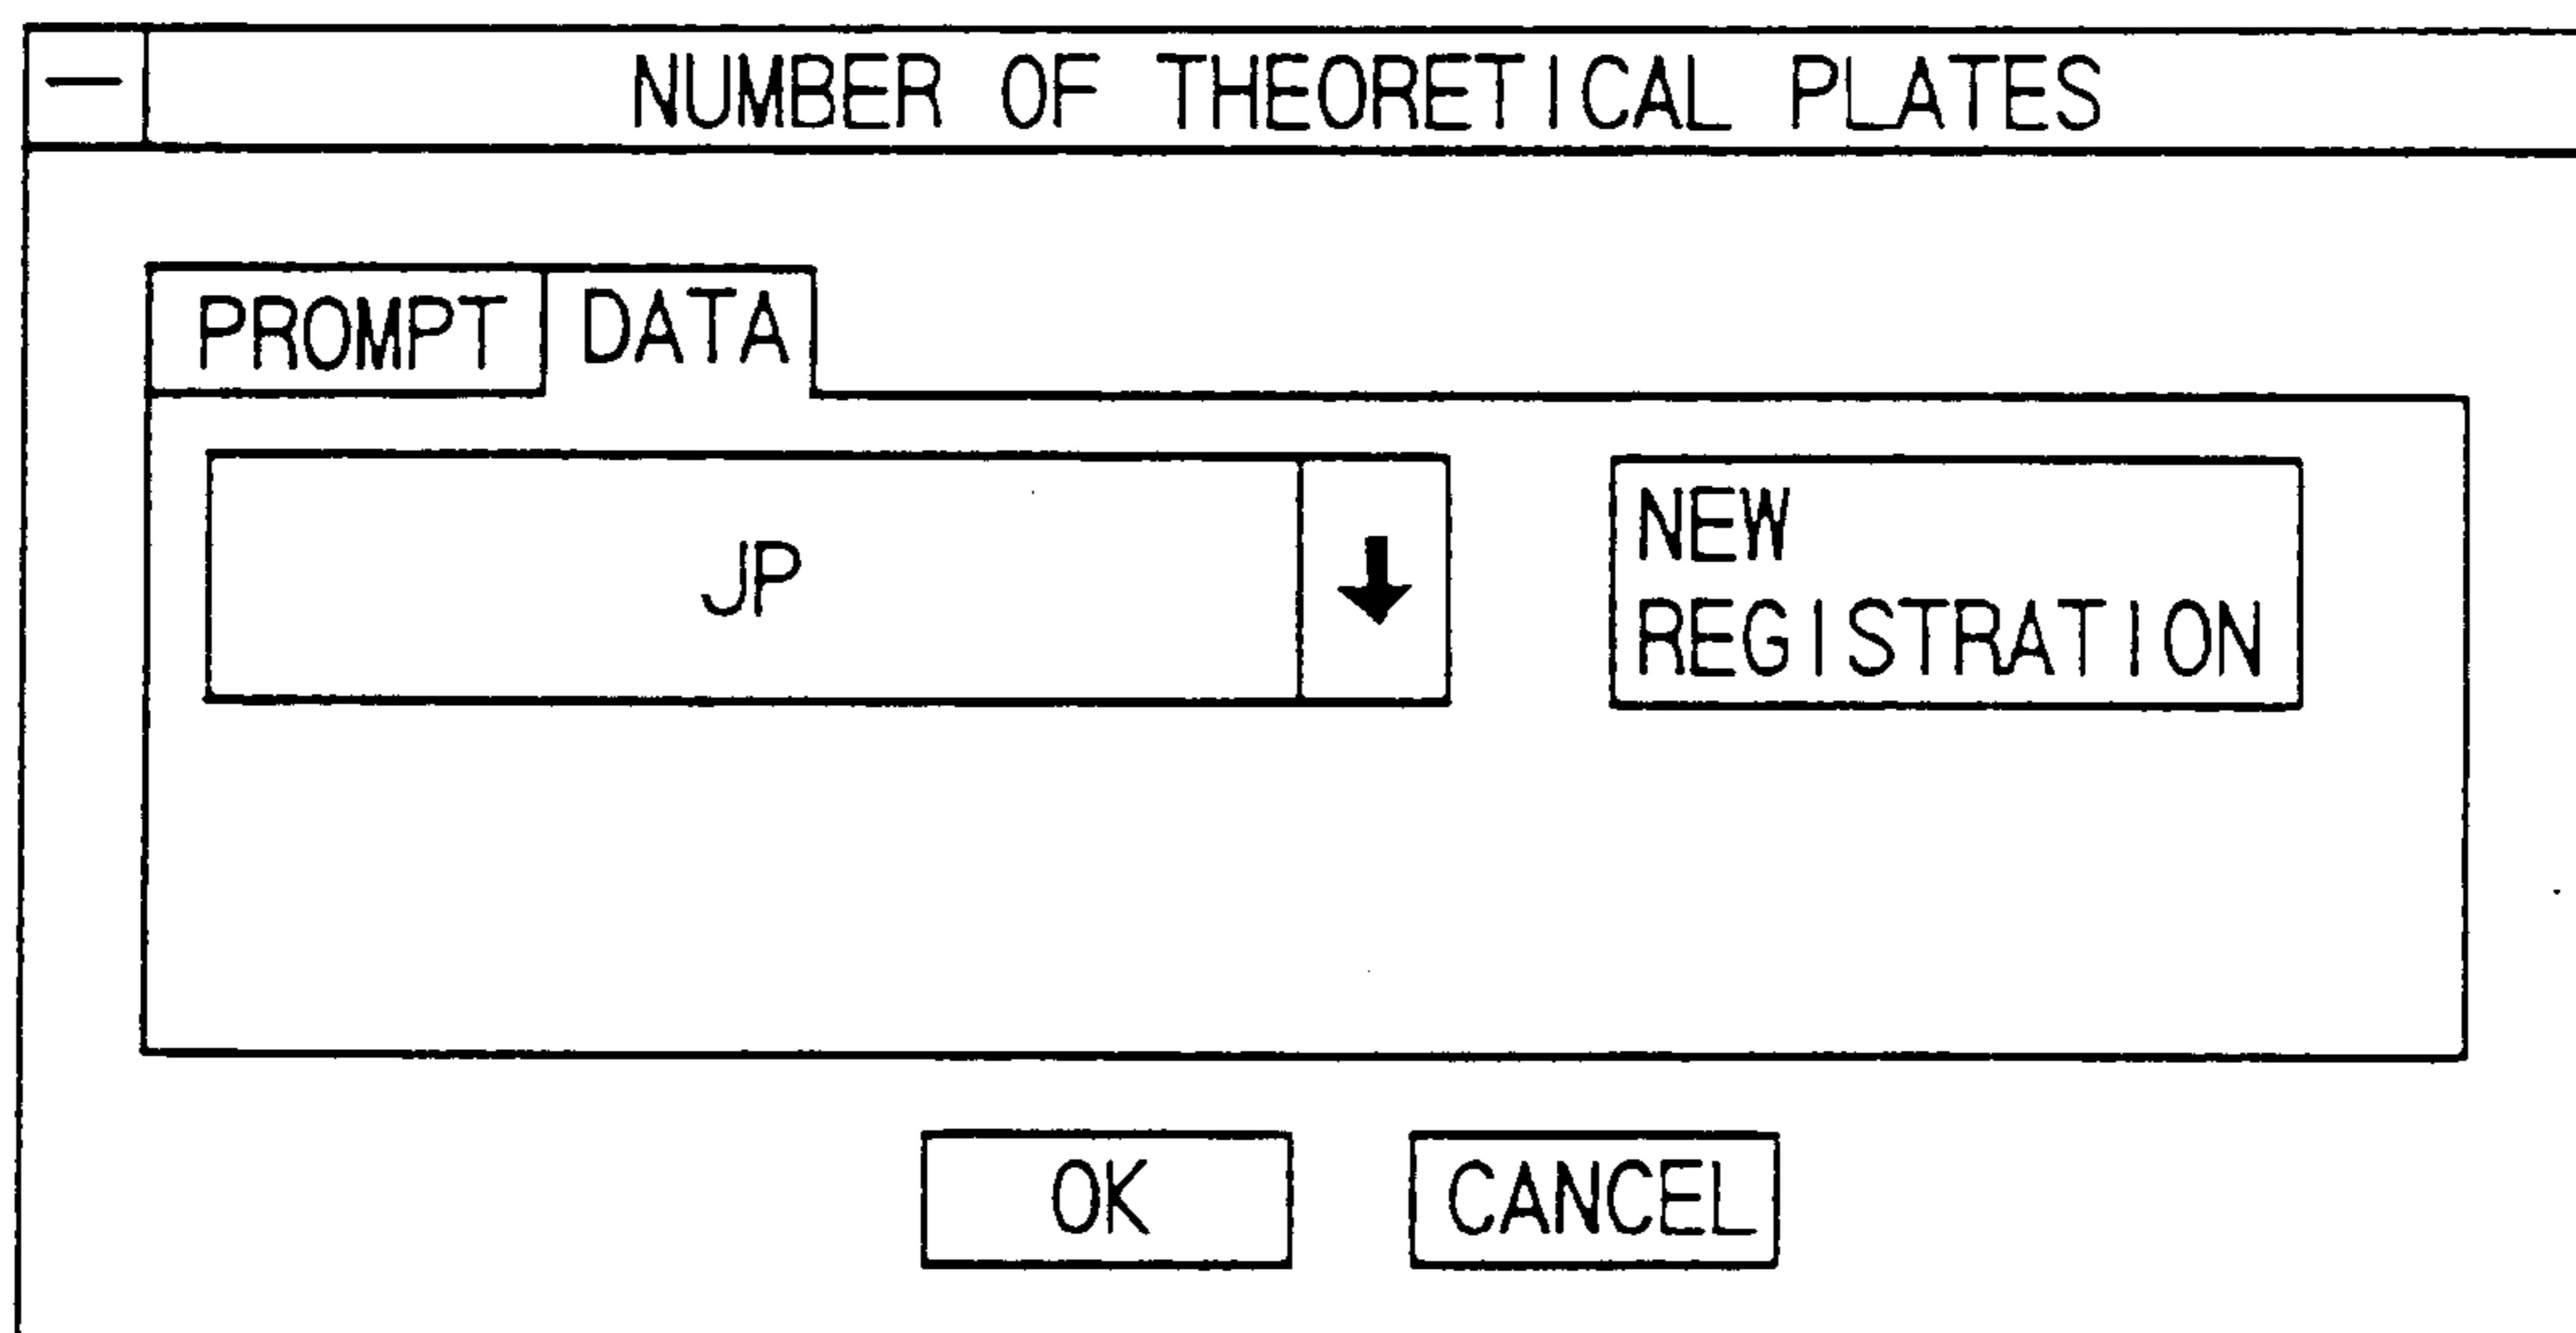 NUMBER OF THEORETICAL PLATES
PROMPT
DATA
JP
NEW
REGISTRATION
OK
CANCEL